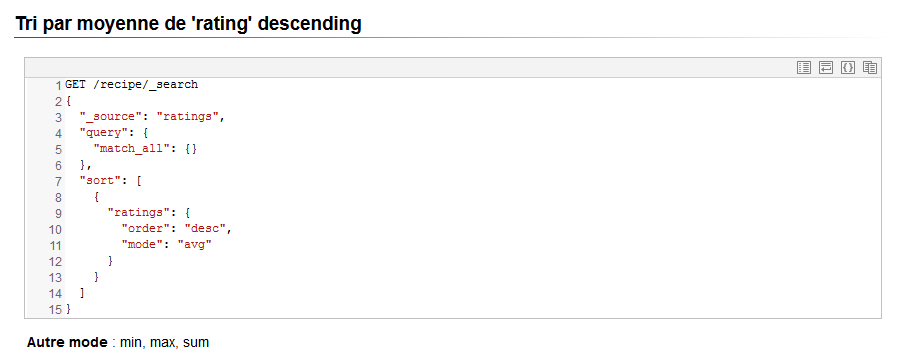 Tri par moyenne de 'rating' descending
1 GET /recipe/_search
2 {
3   "_source": "ratings",
4   "query": {
5     "match_all": {}
6   },
7   "sort": [
8     {
9       "ratings": {
10         "order": "desc",
11         "mode": "avg"
12       }
13     }
14   ]
15 }
Autre mode : min, max, sum